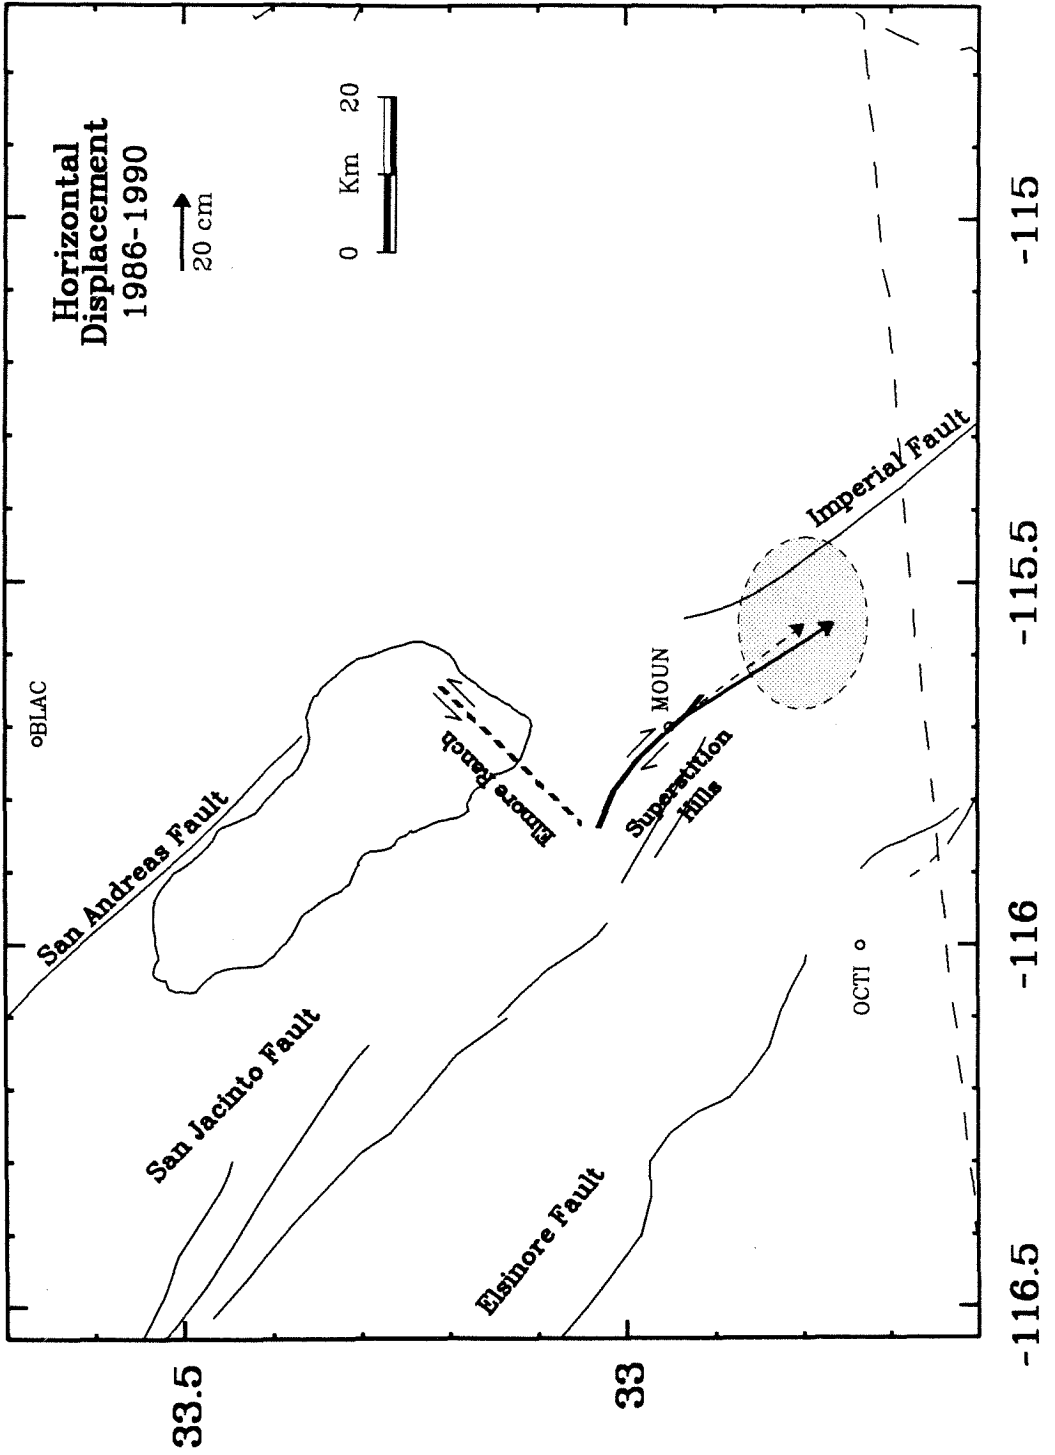 Horizontal
Displacement
1986-1990
20 cm
0 Km 20
BLAC
San Andreas Fault
Elmore Ranch
MOUN
Imperial Fault
Superstition
Hills
San Jacinto Fault
OCTI
Elsinore Fault
33.5
33
-116.5
-116
-115.5
-115